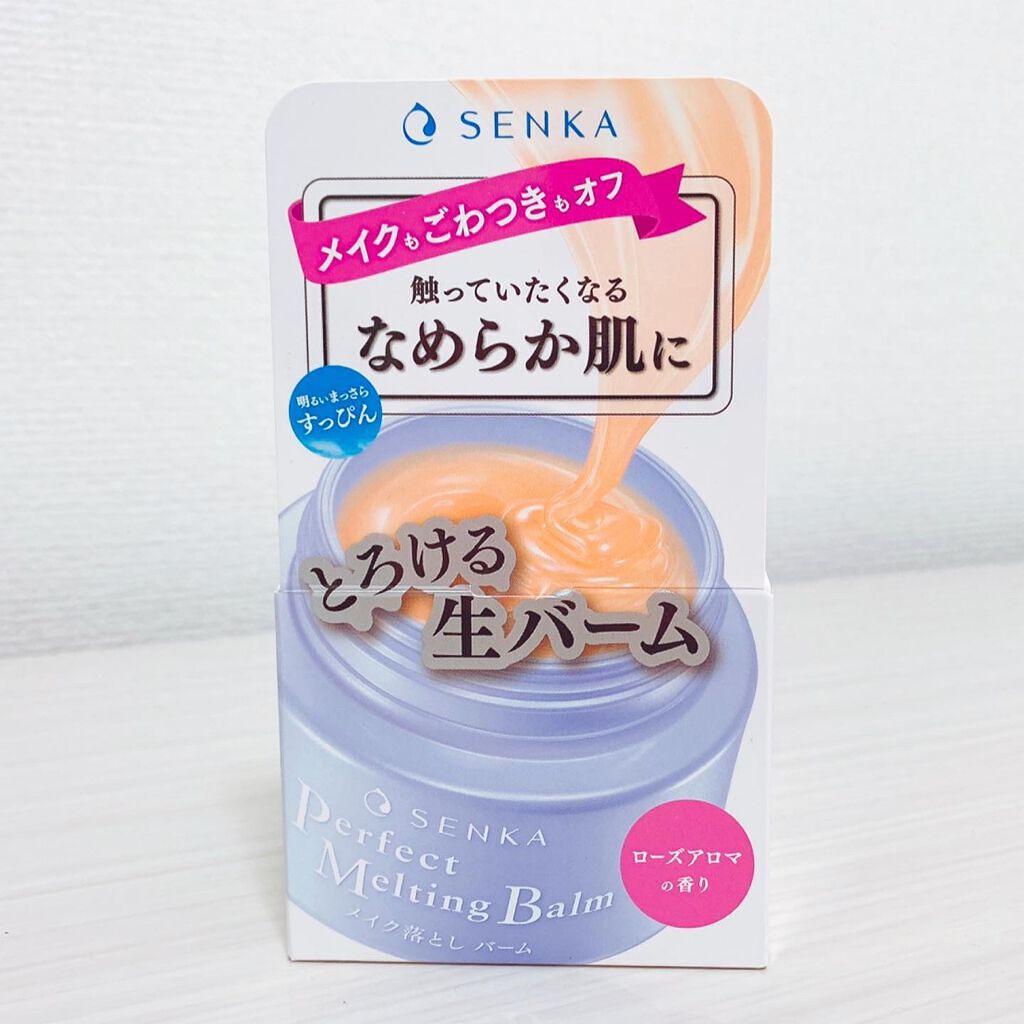 SENKA
メイクもごわつきもオフ
触っていたくなる
なめらか肌に
明るいまっさら
すっぴん
とろける
生バーム
SENKA
Perfect
Melting Balm
メイク落とし バーム
ローズアロマ
の香り